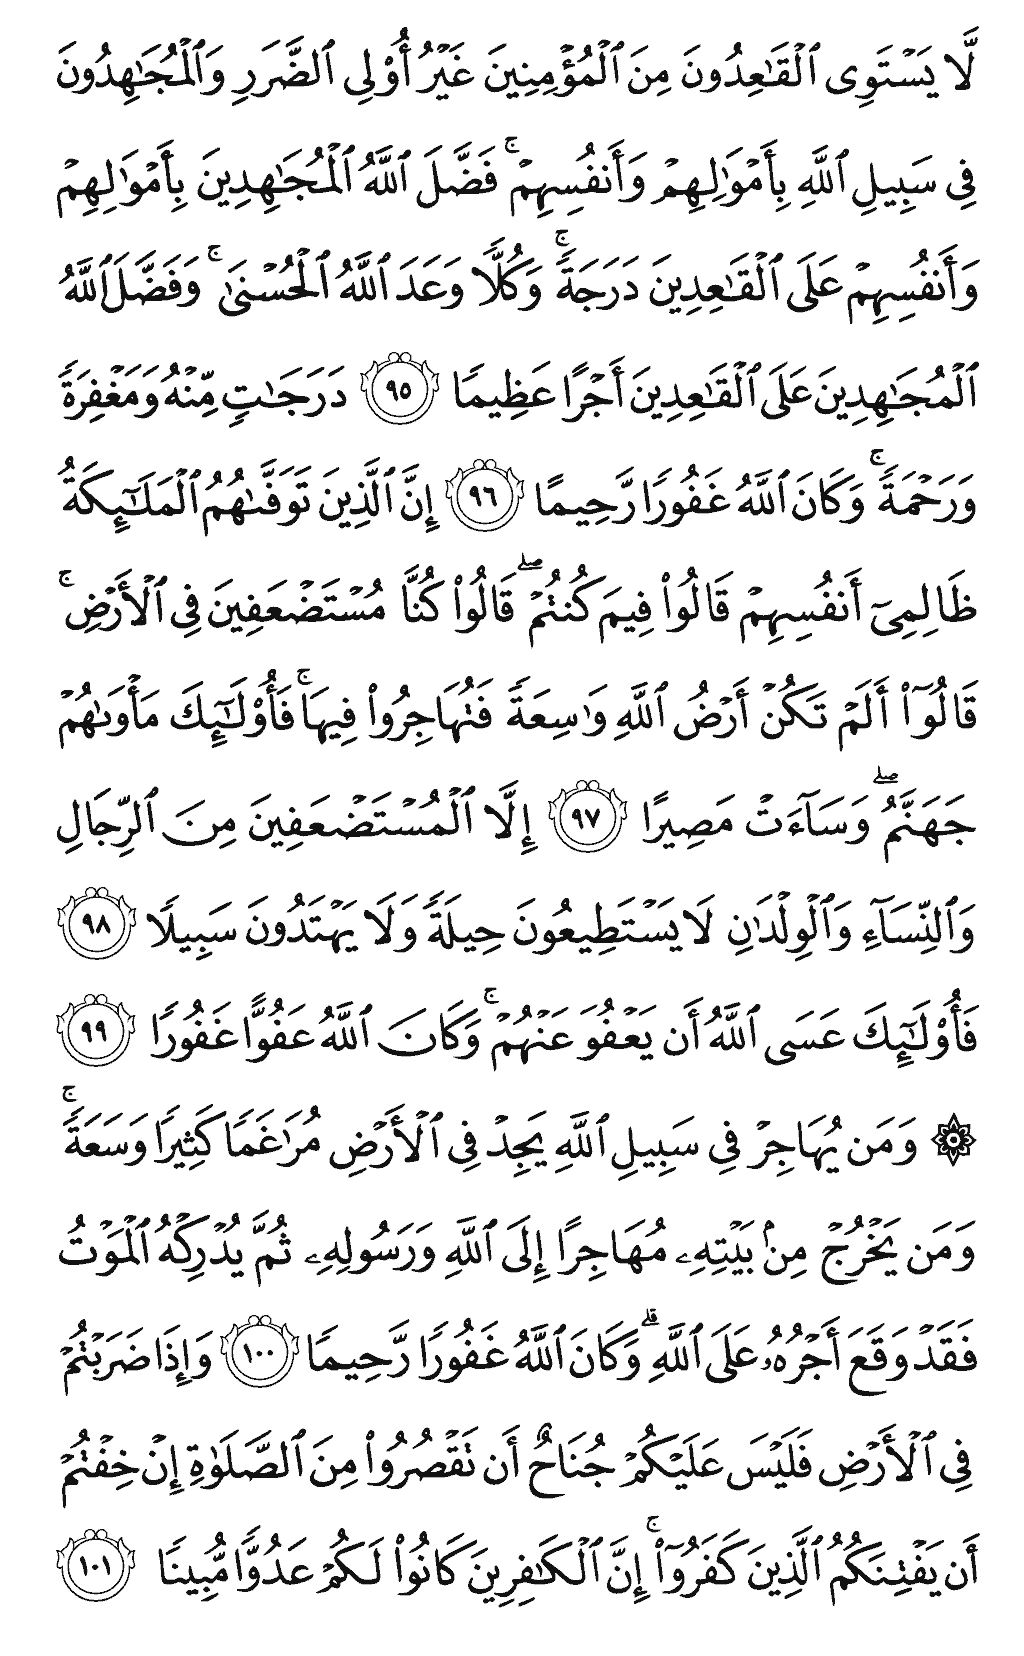 لَّا يَسْتَوِى ٱلْقَٰعِدُونَ مِنَ ٱلْمُؤْمِنِينَ غَيْرُ أُو۟لِى ٱلضَّرَرِ وَٱلْمُجَٰهِدُونَ
فِى سَبِيلِ ٱللَّهِ بِأَمْوَٰلِهِمْ وَأَنفُسِهِمْ ۚ فَضَّلَ ٱللَّهُ ٱلْمُجَٰهِدِينَ بِأَمْوَٰلِهِمْ
وَأَنفُسِهِمْ عَلَى ٱلْقَٰعِدِينَ دَرَجَةً ۚ وَكُلًّا وَعَدَ ٱللَّهُ ٱلْحُسْنَىٰ ۚ وَفَضَّلَ ٱللَّهُ
ٱلْمُجَٰهِدِينَ عَلَى ٱلْقَٰعِدِينَ أَجْرًا عَظِيمًا ٩٥ دَرَجَٰتٍ مِّنْهُ وَمَغْفِرَةً
وَرَحْمَةً ۚ وَكَانَ ٱللَّهُ غَفُورًا رَّحِيمًا ٩٦ إِنَّ ٱلَّذِينَ تَوَفَّىٰهُمُ ٱلْمَلَٰٓئِكَةُ
ظَالِمِىٓ أَنفُسِهِمْ قَالُوا۟ فِيمَ كُنتُمْ ۖ قَالُوا۟ كُنَّا مُسْتَضْعَفِينَ فِى ٱلْأَرْضِ ۚ
قَالُوٓا۟ أَلَمْ تَكُنْ أَرْضُ ٱللَّهِ وَٰسِعَةً فَتُهَاجِرُوا۟ فِيهَا ۚ فَأُو۟لَٰٓئِكَ مَأْوَىٰهُمْ
جَهَنَّمُ ۖ وَسَآءَتْ مَصِيرًا ٩٧ إِلَّا ٱلْمُسْتَضْعَفِينَ مِنَ ٱلرِّجَالِ
وَٱلنِّسَآءِ وَٱلْوِلْدَٰنِ لَا يَسْتَطِيعُونَ حِيلَةً وَلَا يَهْتَدُونَ سَبِيلًا ٩٨
فَأُو۟لَٰٓئِكَ عَسَى ٱللَّهُ أَن يَعْفُوَ عَنْهُمْ ۚ وَكَانَ ٱللَّهُ عَفُوًّا غَفُورًا ٩٩
۞ وَمَن يُهَاجِرْ فِى سَبِيلِ ٱللَّهِ يَجِدْ فِى ٱلْأَرْضِ مُرَٰغَمًا كَثِيرًا وَسَعَةً ۚ
وَمَن يَخْرُجْ مِنۢ بَيْتِهِۦ مُهَاجِرًا إِلَى ٱللَّهِ وَرَسُولِهِۦ ثُمَّ يُدْرِكْهُ ٱلْمَوْتُ
فَقَدْ وَقَعَ أَجْرُهُۥ عَلَى ٱللَّهِ ۗ وَكَانَ ٱللَّهُ غَفُورًا رَّحِيمًا ١٠٠ وَإِذَا ضَرَبْتُمْ
فِى ٱلْأَرْضِ فَلَيْسَ عَلَيْكُمْ جُنَاحٌ أَن تَقْصُرُوا۟ مِنَ ٱلصَّلَوٰةِ إِنْ خِفْتُمْ
أَن يَفْتِنَكُمُ ٱلَّذِينَ كَفَرُوٓا۟ ۚ إِنَّ ٱلْكَٰفِرِينَ كَانُوا۟ لَكُمْ عَدُوًّا مُّبِينًا ١٠١